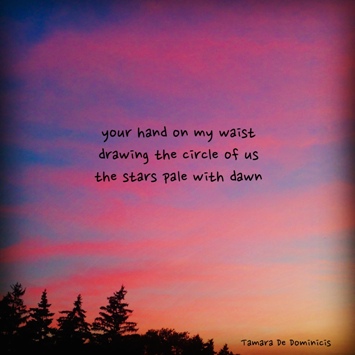 your hand on my waist
drawing the circle of us
the stars pale with dawn
Tamara De Dominicis